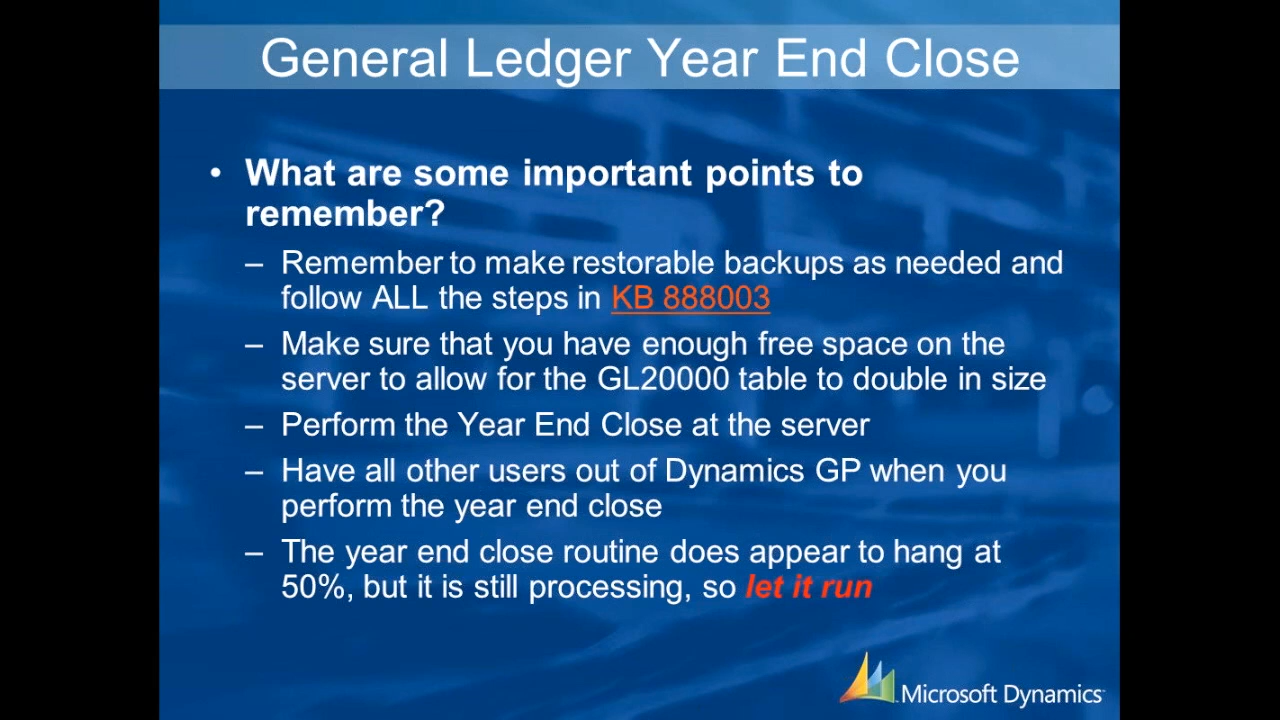 General Ledger Year End Close
• What are some important points to
remember?
– Remember to make restorable backups as needed and
follow ALL the steps in KB 888003
– Make sure that you have enough free space on the
server to allow for the GL20000 table to double in size
– Perform the Year End Close at the server
– Have all other users out of Dynamics GP when you
perform the year end close
– The year end close routine does appear to hang at
50%, but it is still processing, so let it run
Microsoft Dynamics